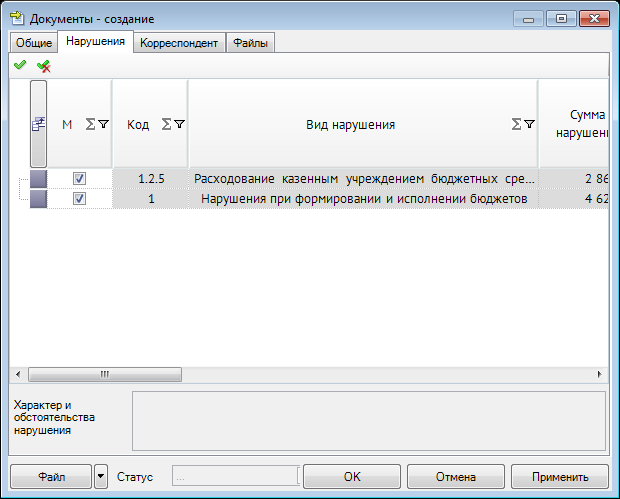 Документы - создание
Общие Нарушения Корреспондент Файлы
М Σ Код Σ Вид нарушения Σ Сумма
нарушени
1.2.5 Расходование казенным учреждением бюджетных сре... 2 86
1 Нарушения при формировании и исполнении бюджетов 4 62
Характер и
обстоятельства
нарушения
Файл Статус ... OK Отмена Применить